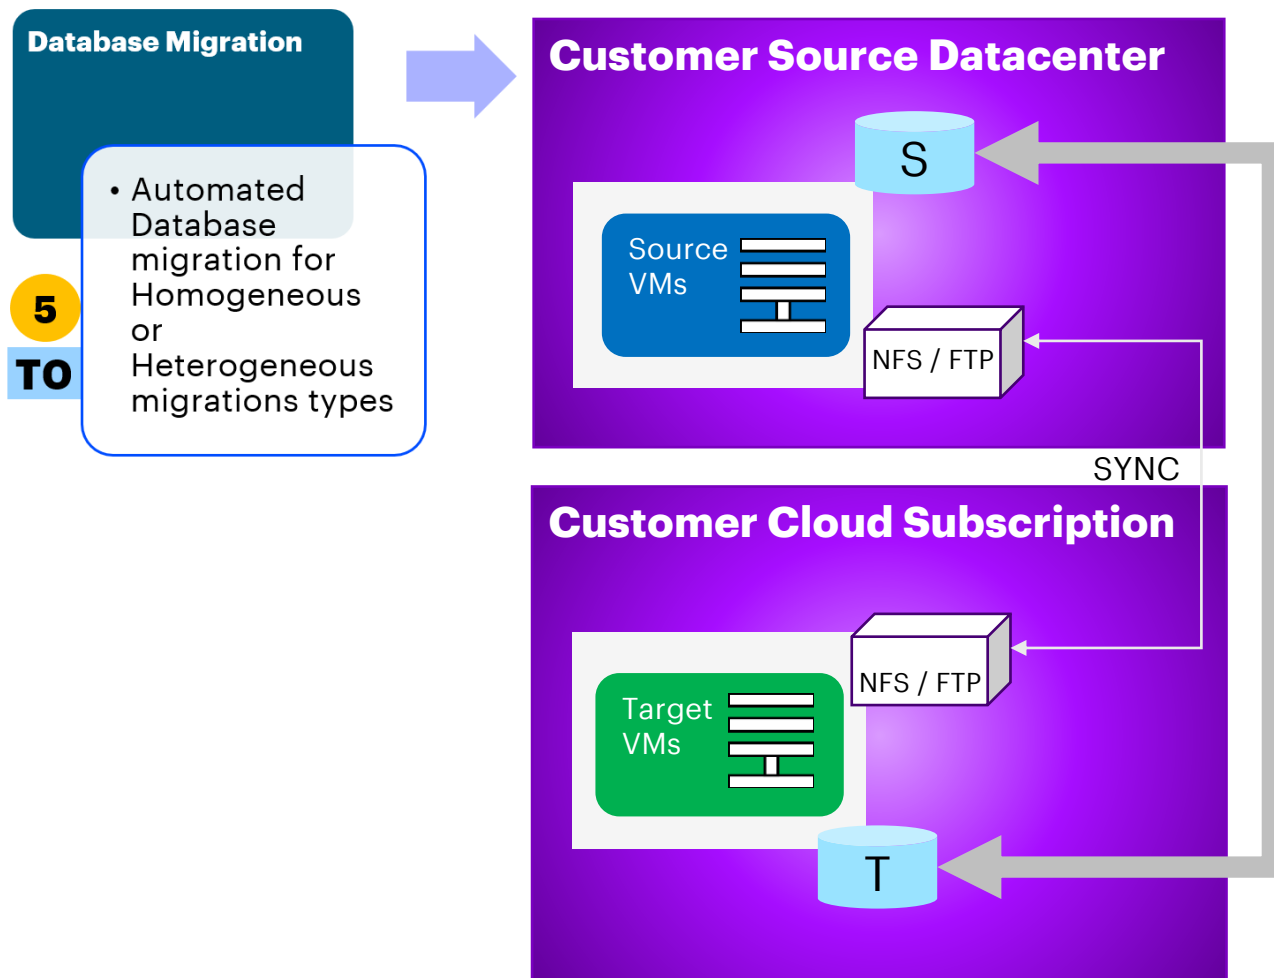 Database Migration
• Automated
Database
migration for
Homogeneous
or
Heterogeneous
migrations types
5
TO
Customer Source Datacenter
S
Source
VMs
NFS / FTP
SYNC
Customer Cloud Subscription
NFS / FTP
Target
VMs
T